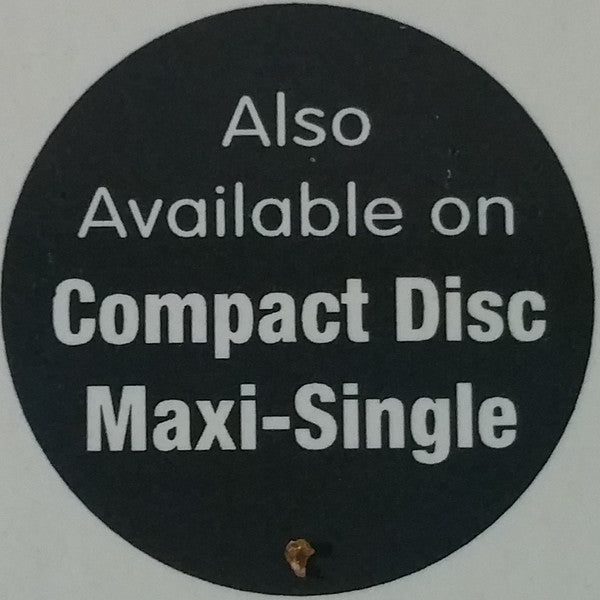 Also
Available on
Compact Disc
Maxi-Single